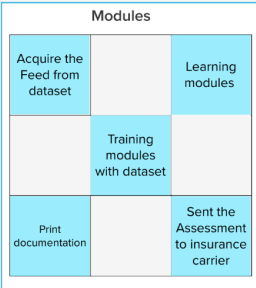 Modules
Acquire the
Feed from
dataset
Learning
modules
Training
modules
with dataset
Print
documentation
Sent the
Assessment
to insurance
carrier